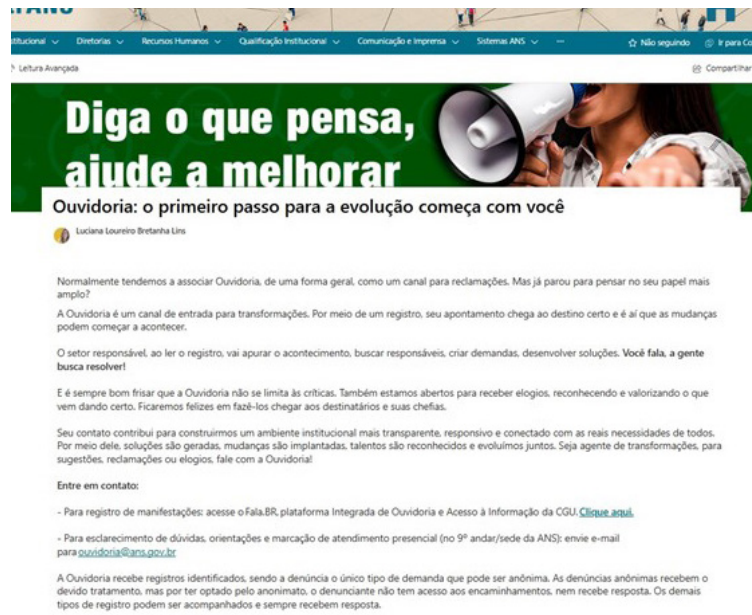 Diretorias
Recursos Humanos
Qualificação Institucional
Comunicação e Imprensa
Sistemas ANS
Não seguindo
Ir para
Leitura Avançada
Compartilhar
Diga o que pensa,
ajude a melhorar
Ouvidoria: o primeiro passo para a evolução começa com você
Luciana Loureiro Bretanha Lins
Normalmente tendemos a associar Ouvidoria, de uma forma geral, como um canal para reclamações. Mas já parou para pensar no seu papel mais
amplo?
A Ouvidoria é um canal de entrada para transformações. Por meio de um registro, seu apontamento chega ao destino certo e é aí que as mudanças
podem começar a acontecer.
O setor responsável, ao ler o registro, vai apurar o acontecimento, buscar responsáveis, criar demandas, desenvolver soluções. Você fala, a gente
busca resolver!
E é sempre bom frisar que a Ouvidoria não se limita às críticas. Também estamos abertos para receber elogios, reconhecendo e valorizando o que
vem dando certo. Ficaremos felizes em fazê-los chegar aos destinatários e suas chefias.
Seu contato contribui para construirmos um ambiente institucional mais transparente, responsivo e conectado com as reais necessidades de todos.
Por meio dele, soluções são geradas, mudanças são implantadas, talentos são reconhecidos e evoluímos juntos. Seja agente de transformações, para
sugestões, reclamações ou elogios, fale com a Ouvidoria!
Entre em contato:
- Para registro de manifestações: acesse o Fala.BR, plataforma Integrada de Ouvidoria e Acesso à Informação da CGU. Clique aqui.
- Para esclarecimento de dúvidas, orientações e marcação de atendimento presencial (no 9º andar/sede da ANS): envie e-mail
para ouvidoria@ans.gov.br
A Ouvidoria recebe registros identificados, sendo a denúncia o único tipo de demanda que pode ser anônima. As denúncias anônimas recebem o
devido tratamento, mas por ter optado pelo anonimato, o denunciante não tem acesso aos encaminhamentos, nem recebe resposta. Os demais
tipos de registro podem ser acompanhados e sempre recebem resposta.